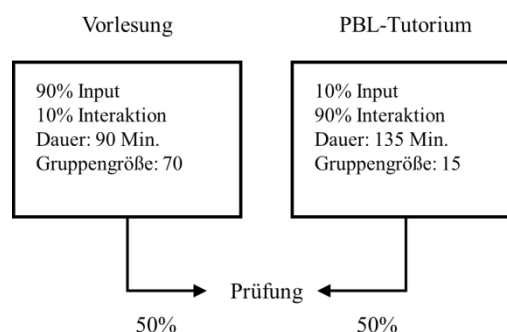 Vorlesung
90% Input
10% Interaktion
Dauer: 90 Min.
Gruppengröße: 70
PBL-Tutorium
10% Input
90% Interaktion
Dauer: 135 Min.
Gruppengröße: 15
Prüfung
50%
50%